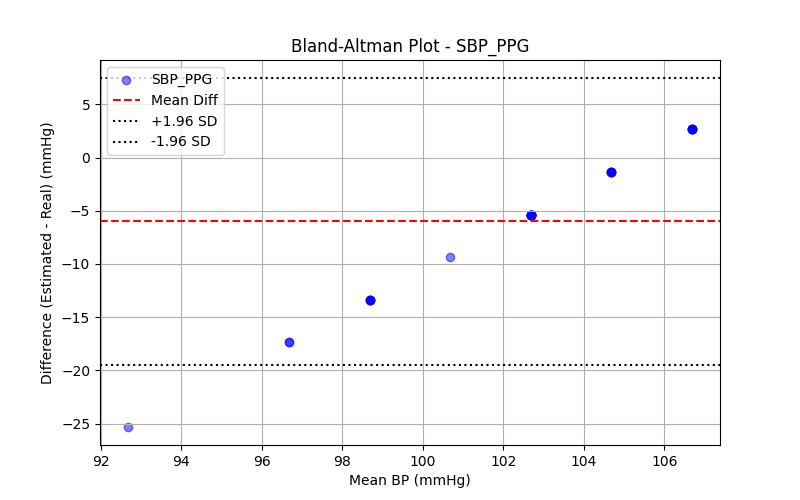 Bland-Altman Plot - SBP_PPG
SBP_PPG
Mean Diff
+1.96 SD
-1.96 SD
Difference (Estimated - Real) (mmHg)
5
0
−5
−10
−15
−20
−25
92
94
96
98
100
102
104
106
Mean BP (mmHg)